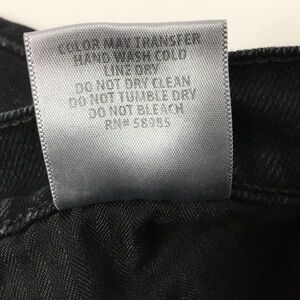 COLOR MAY TRANSFER
HAND WASH COLD
LINE DRY
DO NOT DRY CLEAN
DO NOT TUMBLE DRY
DO NOT BLEACH
RN# 58985